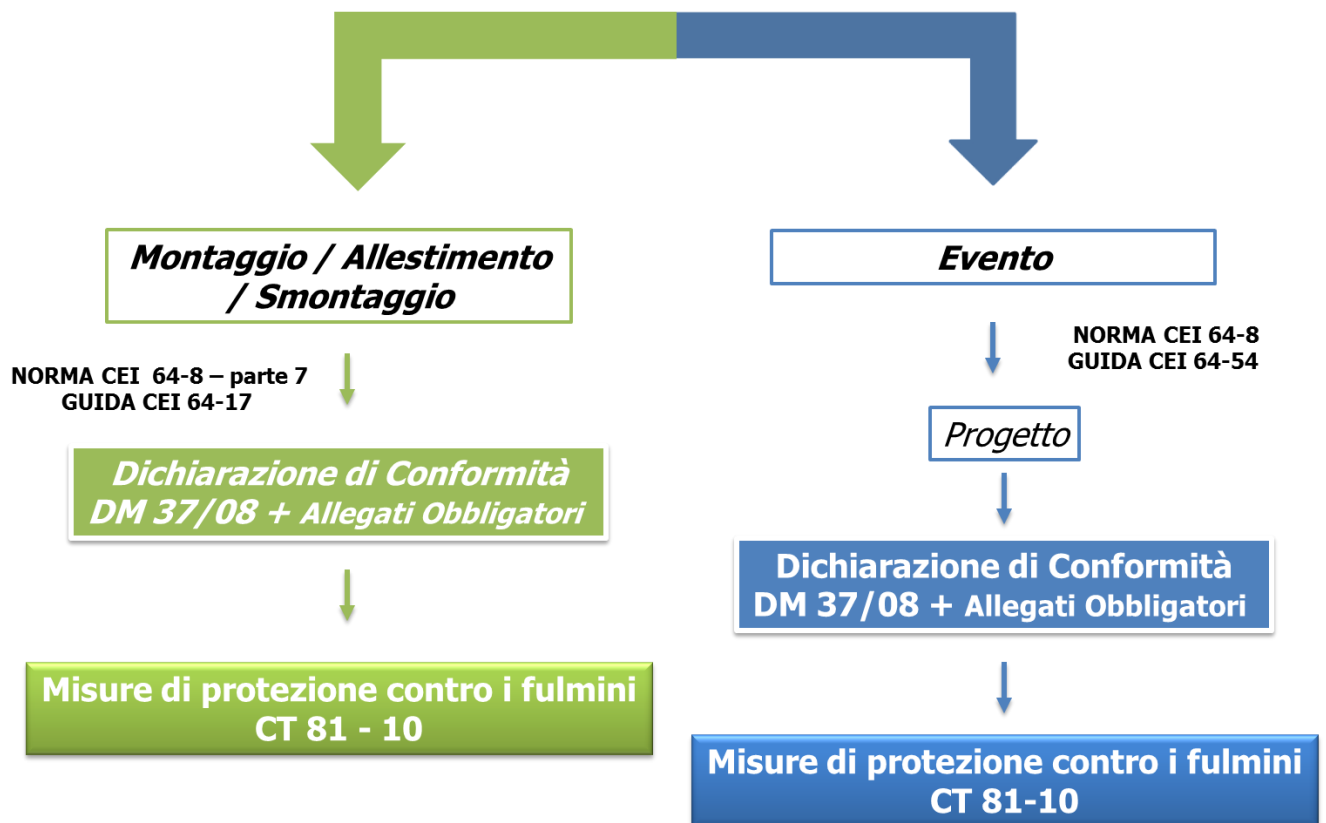 Montaggio / Allestimento
/ Smontaggio
NORMA CEI 64-8 – parte 7
GUIDA CEI 64-17
Dichiarazione di Conformità
DM 37/08 + Allegati Obbligatori
Misure di protezione contro i fulmini
CT 81 - 10
Evento
NORMA CEI 64-8
GUIDA CEI 64-54
Progetto
Dichiarazione di Conformità
DM 37/08 + Allegati Obbligatori
Misure di protezione contro i fulmini
CT 81-10